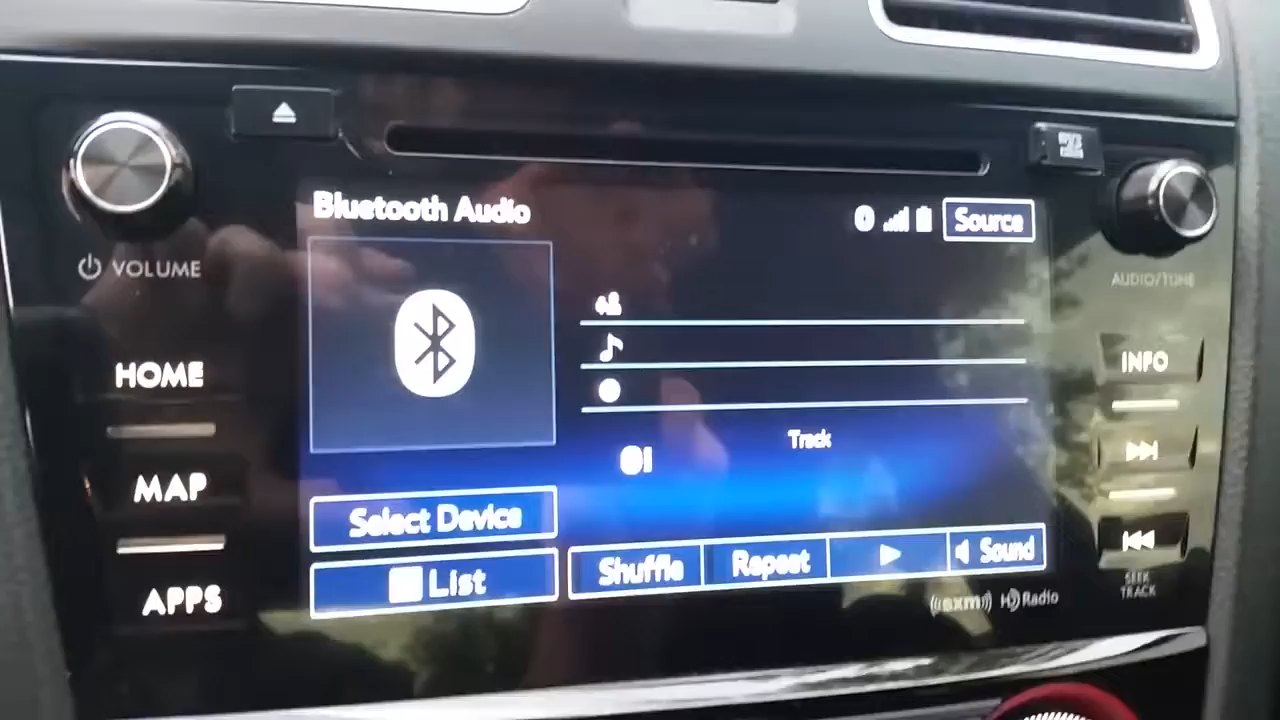 Bluetooth Audio
Source
VOLUME
AUDIO/TUNE
HOME
INFO
Track
MAP
Select Device
List
Shuffle
Repeat
Sound
APPS
((sxm))
HD Radio
SEEK
TRACK